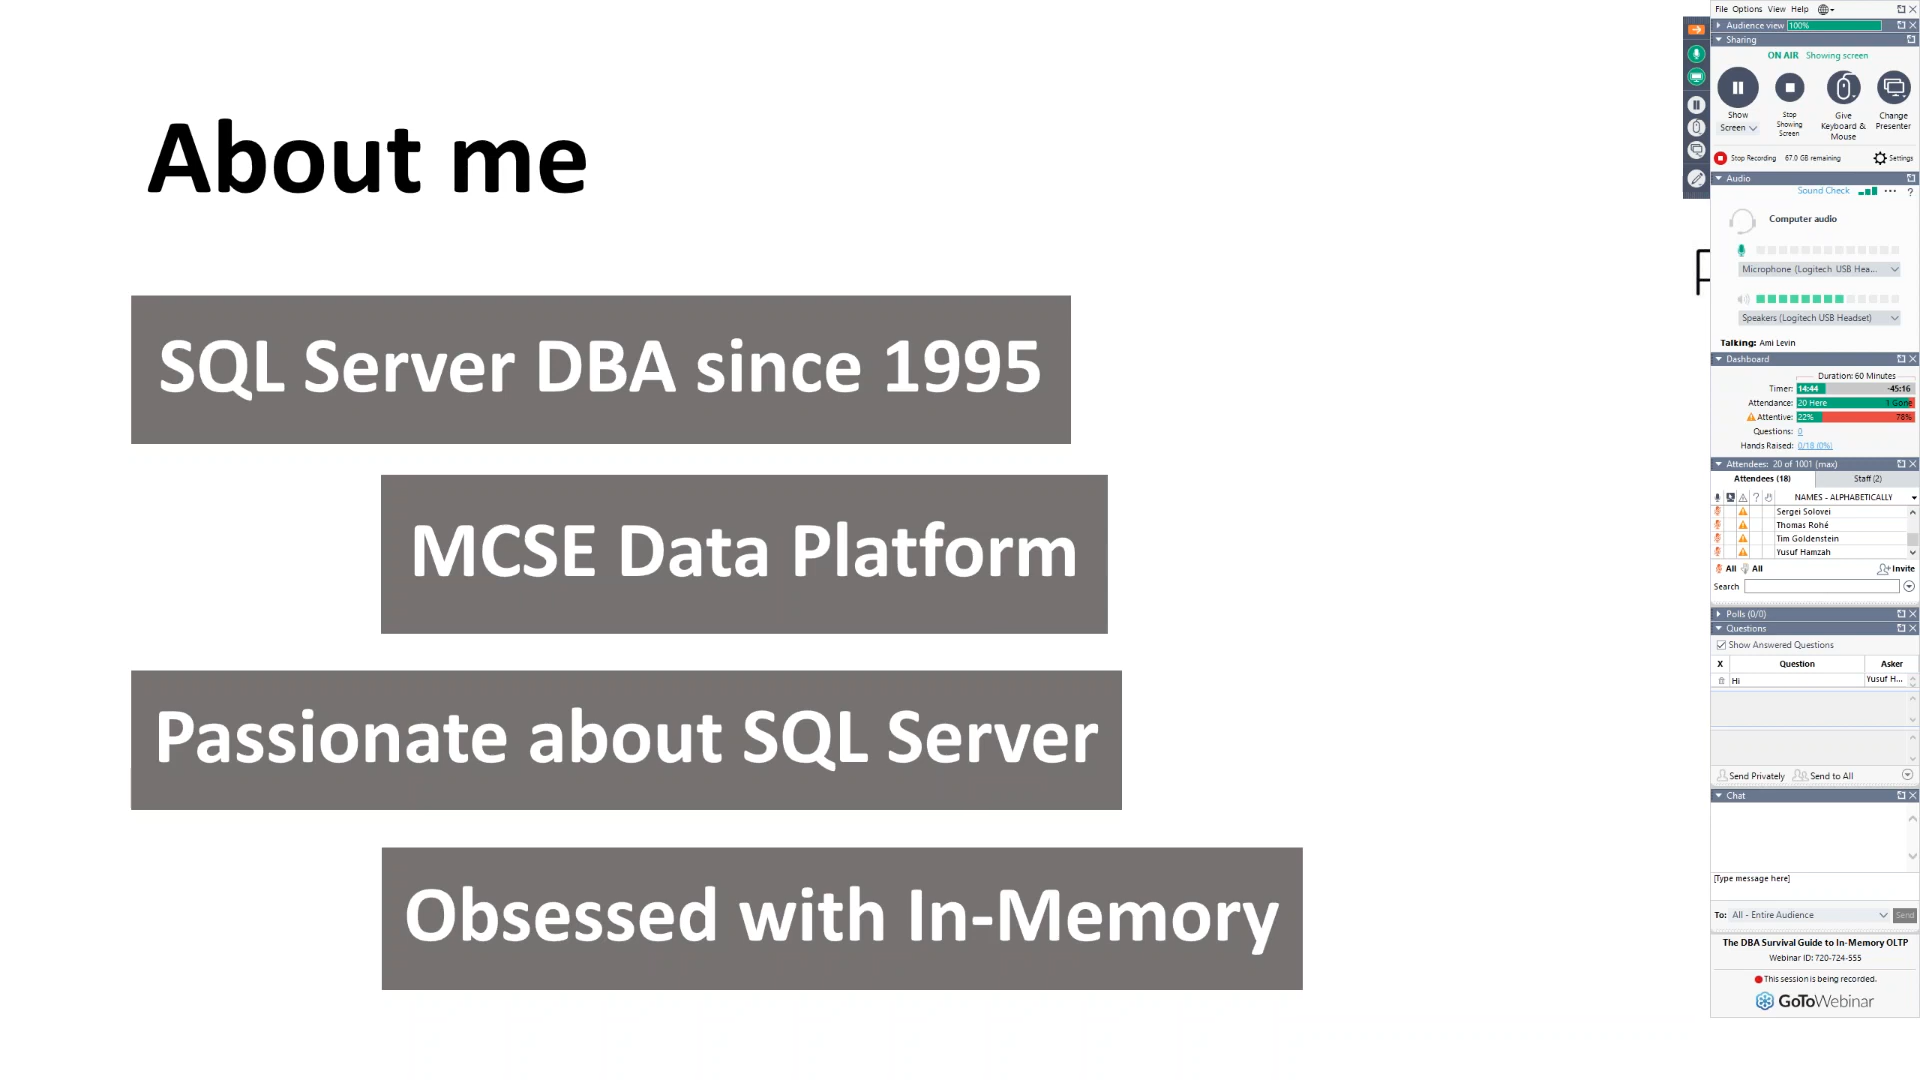 About me
SQL Server DBA since 1995
MCSE Data Platform
Passionate about SQL Server
Obsessed with In-Memory
File Options View Help
Audience view 100%
Sharing
ON AIR Showing screen
Show Screen
Stop Showing Screen
Give Keyboard & Mouse
Change Presenter
Stop Recording 67.0 GB remaining Settings
Audio
Sound Check ... ?
Computer audio
Microphone (Logitech USB Hea...
Speakers (Logitech USB Headset)
Talking: Ami Levin
Dashboard
Duration: 60 Minutes
Timer: 14:44 -45:16
Attendance: 20 Here 1 Gone
Attentive: 22% 78%
Questions: 0
Hands Raised: 0/18 (0%)
Attendees: 20 of 1001 (max)
Attendees (18) Staff (2)
NAMES - ALPHABETICALLY
Sergei Solovei
Thomas Rohé
Tim Goldenstein
Yusuf Hamzah
All All Invite
Search
Polls (0/0)
Questions
Show Answered Questions
X Question Asker
Hi Yusuf H...
Send Privately Send to All
Chat
[Type message here]
To: All - Entire Audience Send
The DBA Survival Guide to In-Memory OLTP
Webinar ID: 720-724-555
This session is being recorded.
GoToWebinar